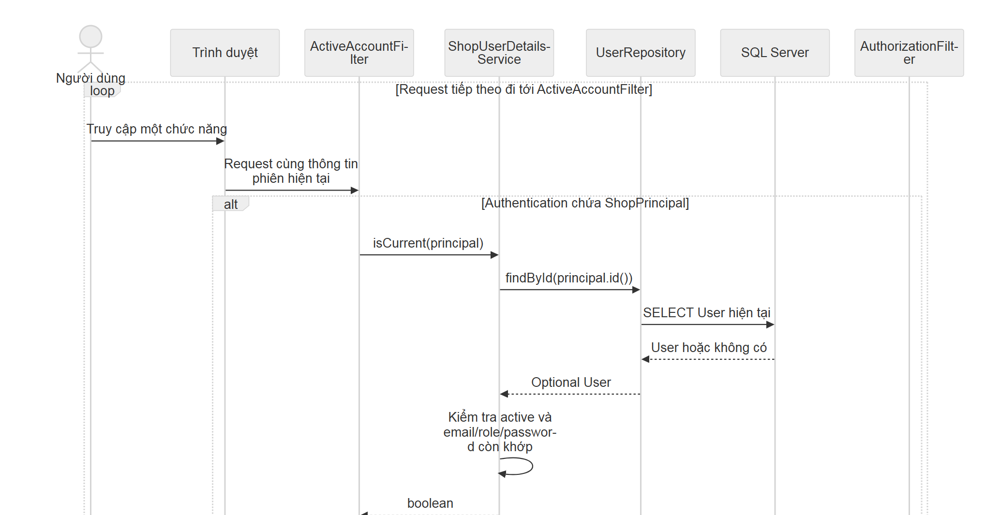 Người dùng
Trình duyệt
ActiveAccountFi-
lter
ShopUserDetails-
Service
UserRepository
SQL Server
AuthorizationFilt-
er
loop
[Request tiếp theo đi tới ActiveAccountFilter]
Truy cập một chức năng
Request cùng thông tin
phiên hiện tại
alt
[Authentication chứa ShopPrincipal]
isCurrent(principal)
findById(principal.id())
SELECT User hiện tại
User hoặc không có
Optional User
Kiểm tra active và
email/role/passwor-
d còn khớp
boolean